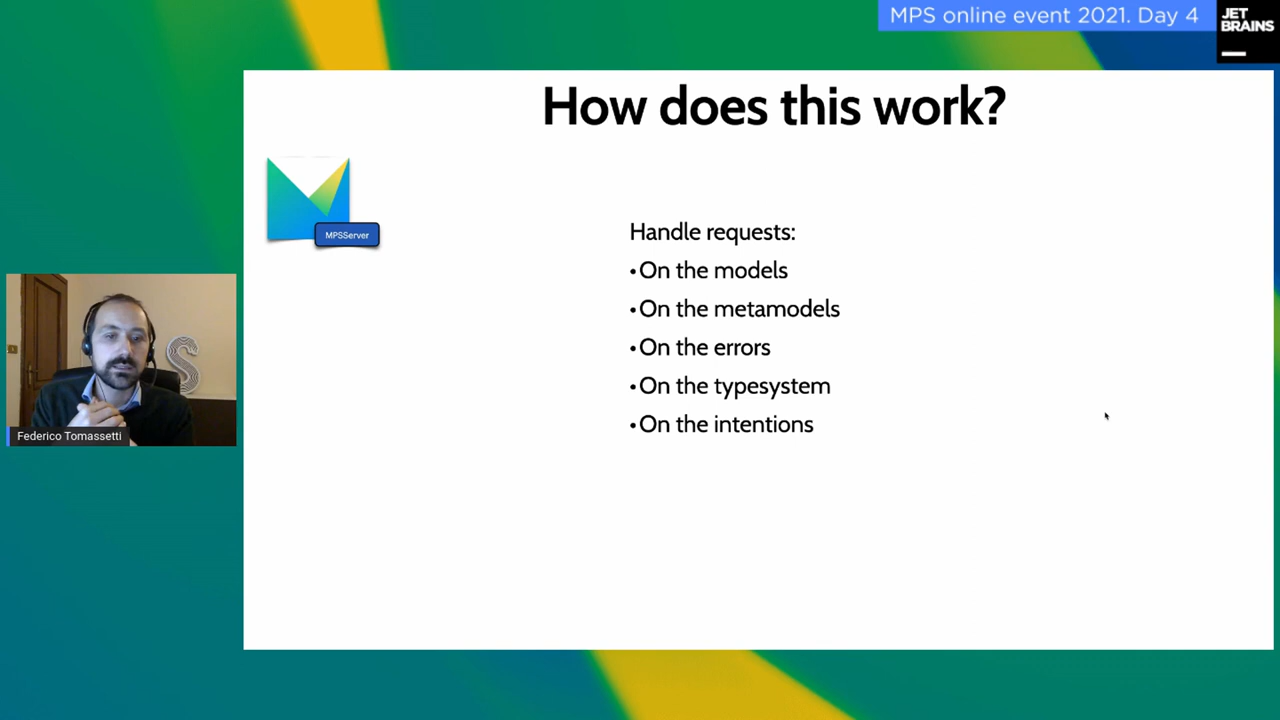 MPS online event 2021. Day 4
JET
BRAINS
How does this work?
MPSServer
Handle requests:
•On the models
•On the metamodels
•On the errors
•On the typesystem
•On the intentions
Federico Tomassetti